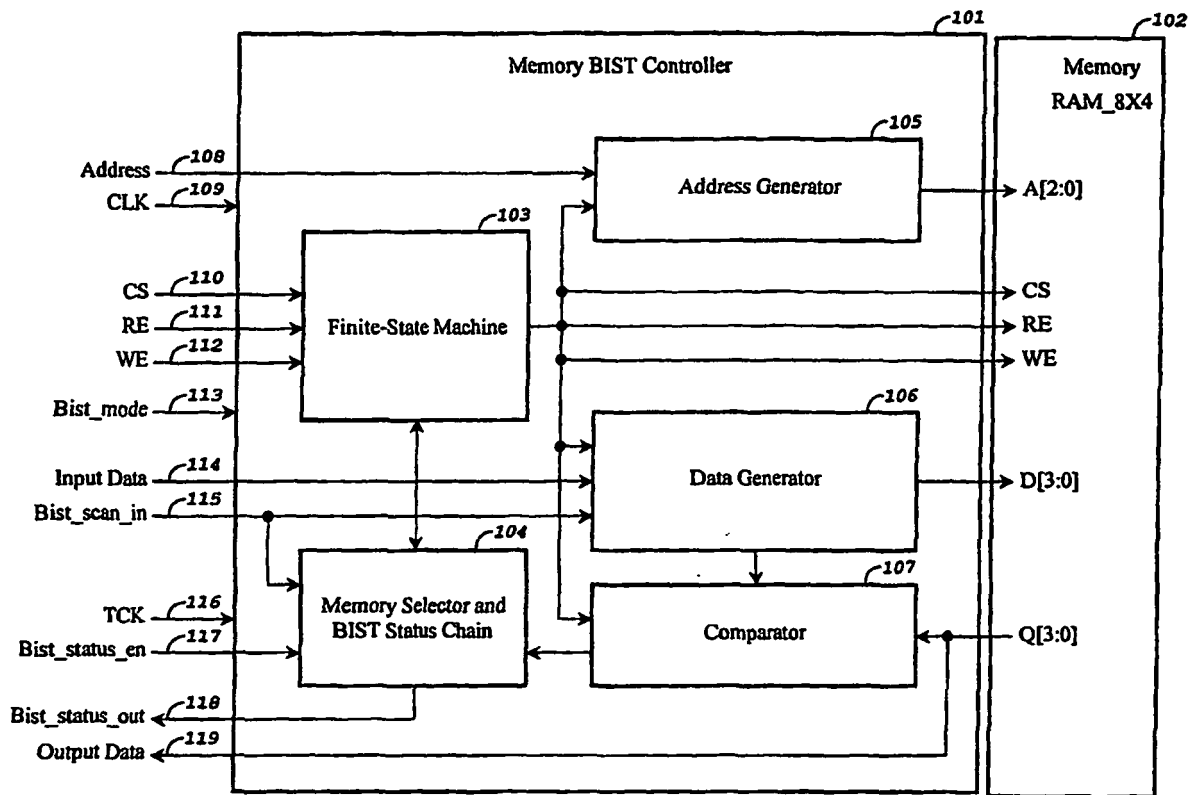 101
102
Memory BIST Controller
Memory
RAM_8X4
105
Address
108
Address Generator
A[2:0]
CLK
109
103
CS
110
CS
RE
111
Finite-State Machine
RE
WE
112
WE
Bist_mode
113
106
Input Data
114
Data Generator
D[3:0]
Bist_scan_in
115
104
107
TCK
116
Memory Selector and
BIST Status Chain
Comparator
Q[3:0]
Bist_status_en
117
Bist_status_out
118
Output Data
119